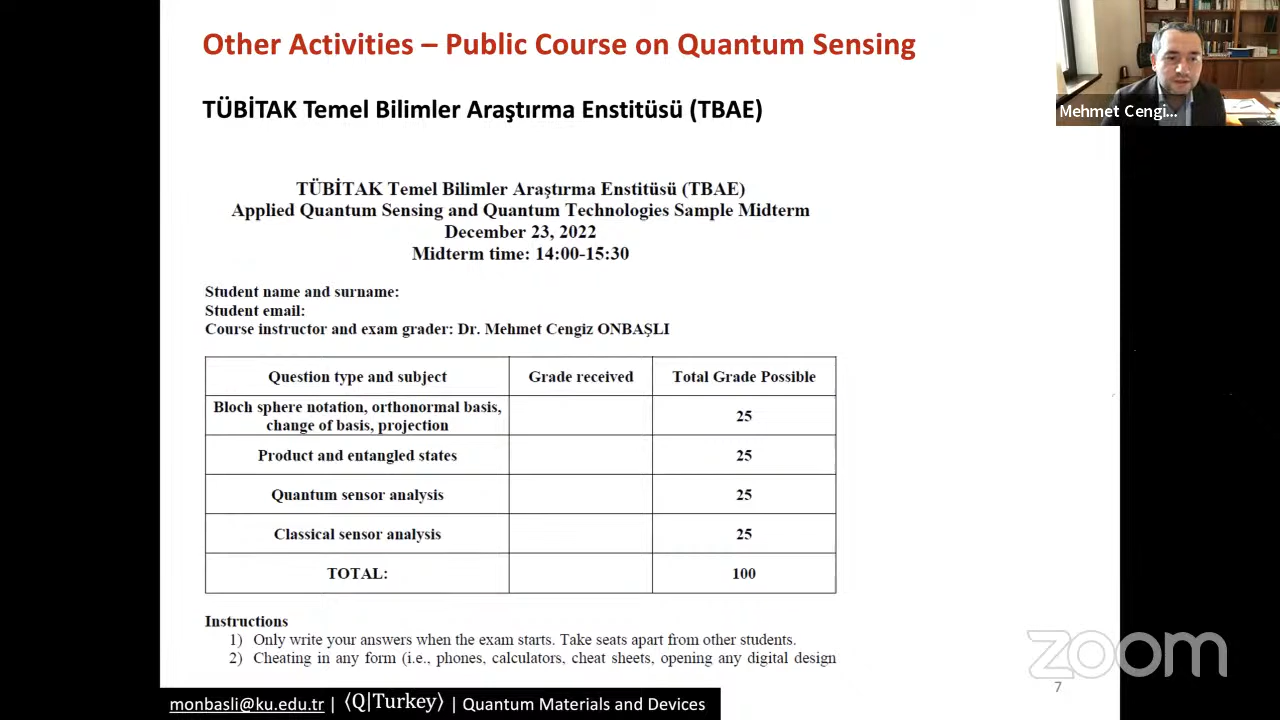 Other Activities – Public Course on Quantum Sensing
Mehmet Cengi...
TÜBİTAK Temel Bilimler Araştırma Enstitüsü (TBAE)
TÜBİTAK Temel Bilimler Araştırma Enstitüsü (TBAE)
Applied Quantum Sensing and Quantum Technologies Sample Midterm
December 23, 2022
Midterm time: 14:00-15:30
Student name and surname:
Student email:
Course instructor and exam grader: Dr. Mehmet Cengiz ONBAŞLI
Question type and subject Grade received Total Grade Possible
Bloch sphere notation, orthonormal basis,
change of basis, projection 25
Product and entangled states 25
Quantum sensor analysis 25
Classical sensor analysis 25
TOTAL: 100
Instructions
1) Only write your answers when the exam starts. Take seats apart from other students.
2) Cheating in any form (i.e., phones, calculators, cheat sheets, opening any digital design
zoom
7
monbasli@ku.edu.tr | ⟨Q|Turkey⟩ | Quantum Materials and Devices